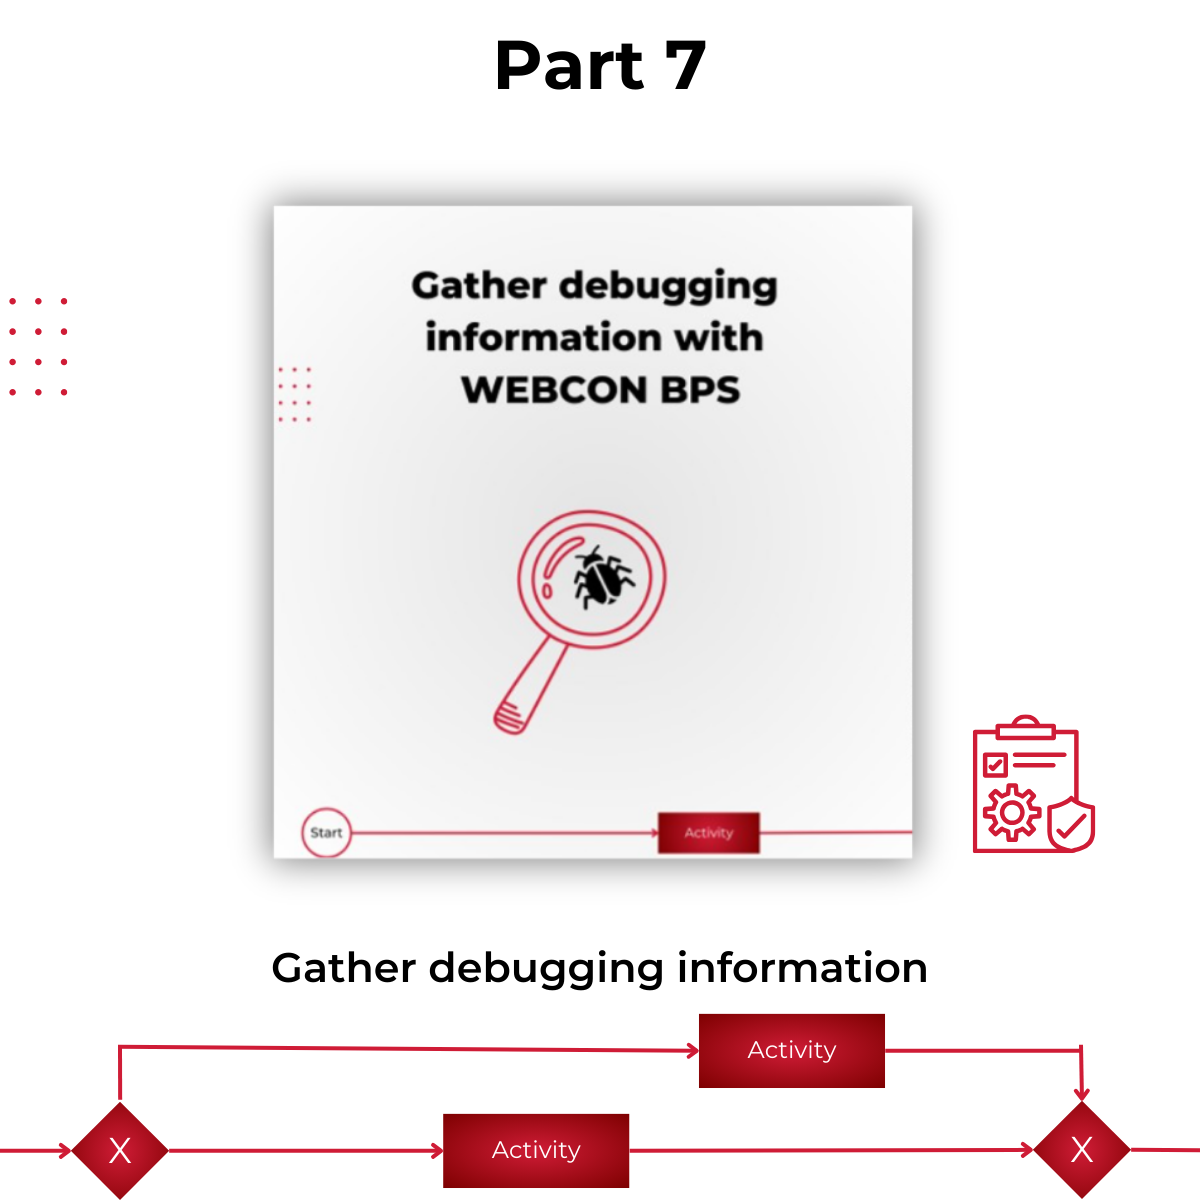 Part 7
Gather debugging
information with
WEBCON BPS
Start
Activity
Gather debugging information
Activity
X
Activity
X